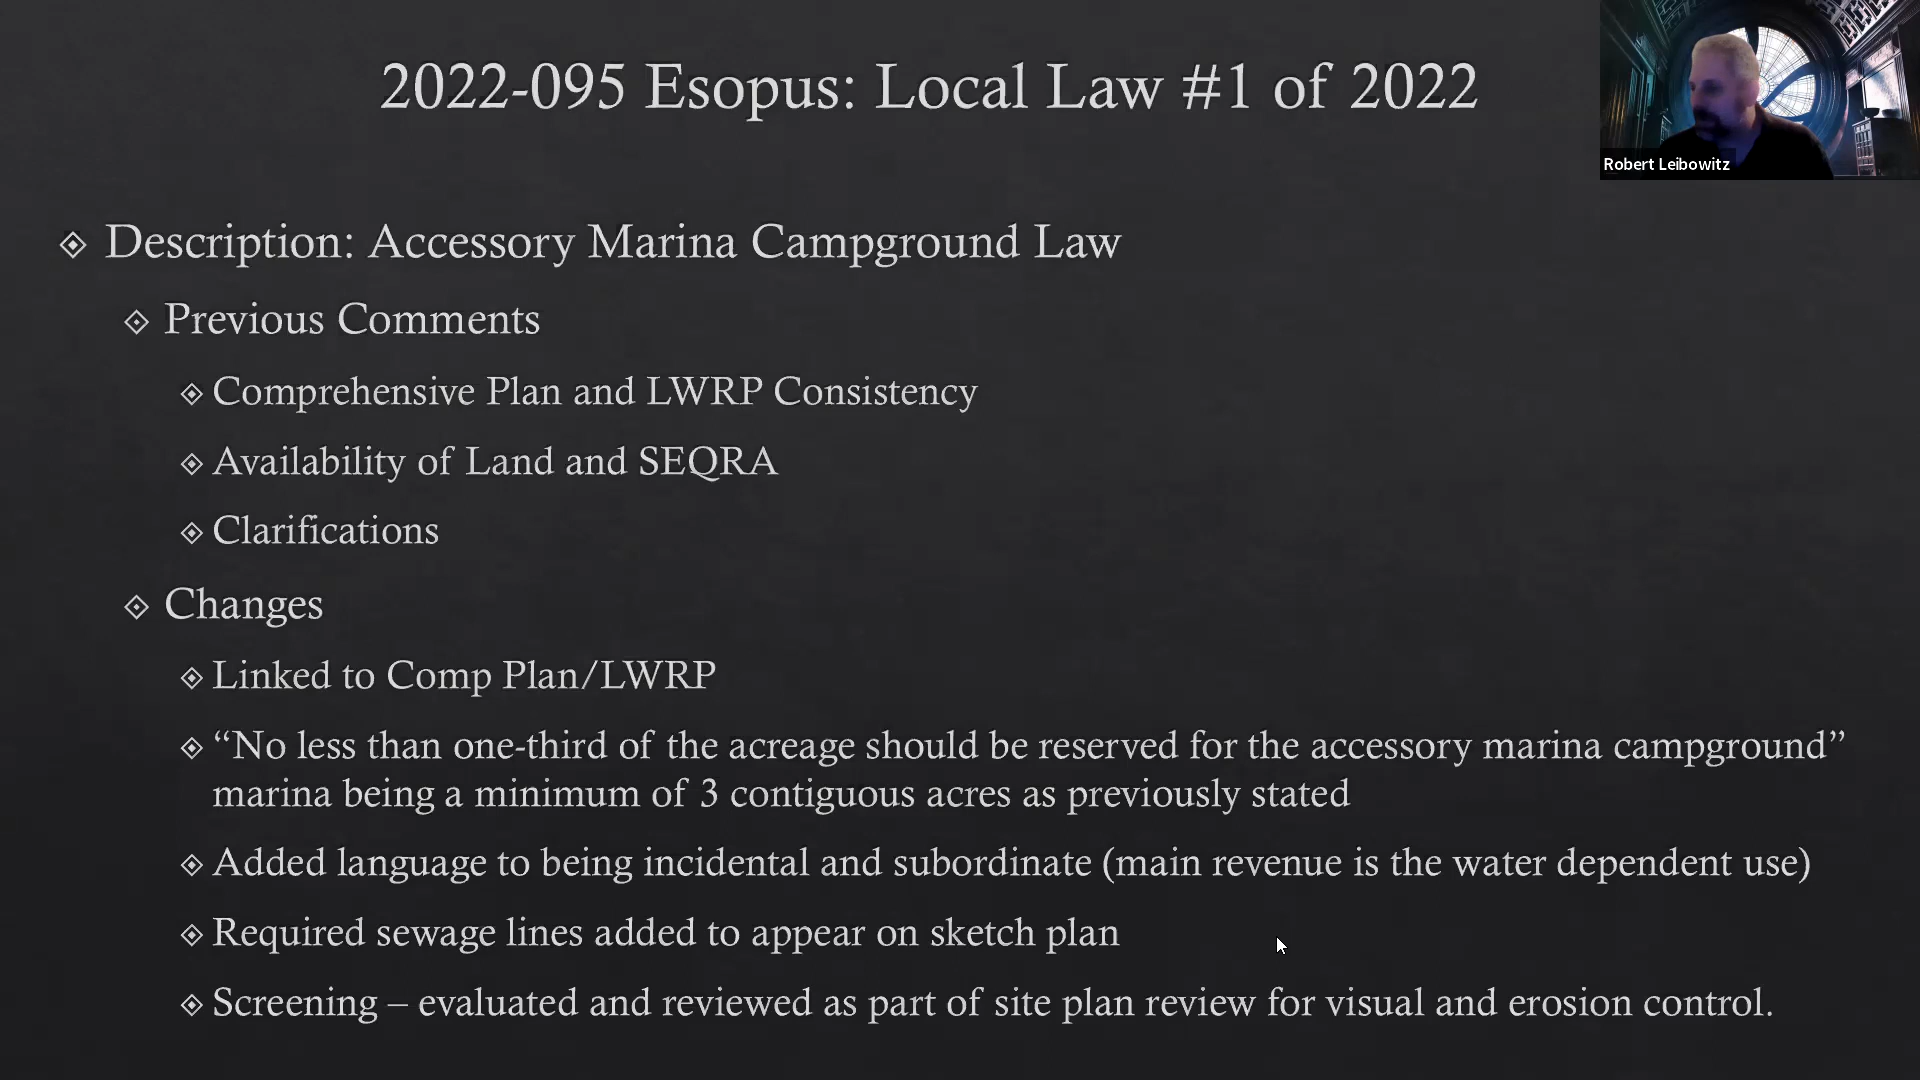 2022-095 Esopus: Local Law #1 of 2022
Robert Leibowitz
Description: Accessory Marina Campground Law
Previous Comments
Comprehensive Plan and LWRP Consistency
Availability of Land and SEQRA
Clarifications
Changes
Linked to Comp Plan/LWRP
“No less than one-third of the acreage should be reserved for the accessory marina campground”
marina being a minimum of 3 contiguous acres as previously stated
Added language to being incidental and subordinate (main revenue is the water dependent use)
Required sewage lines added to appear on sketch plan
Screening – evaluated and reviewed as part of site plan review for visual and erosion control.